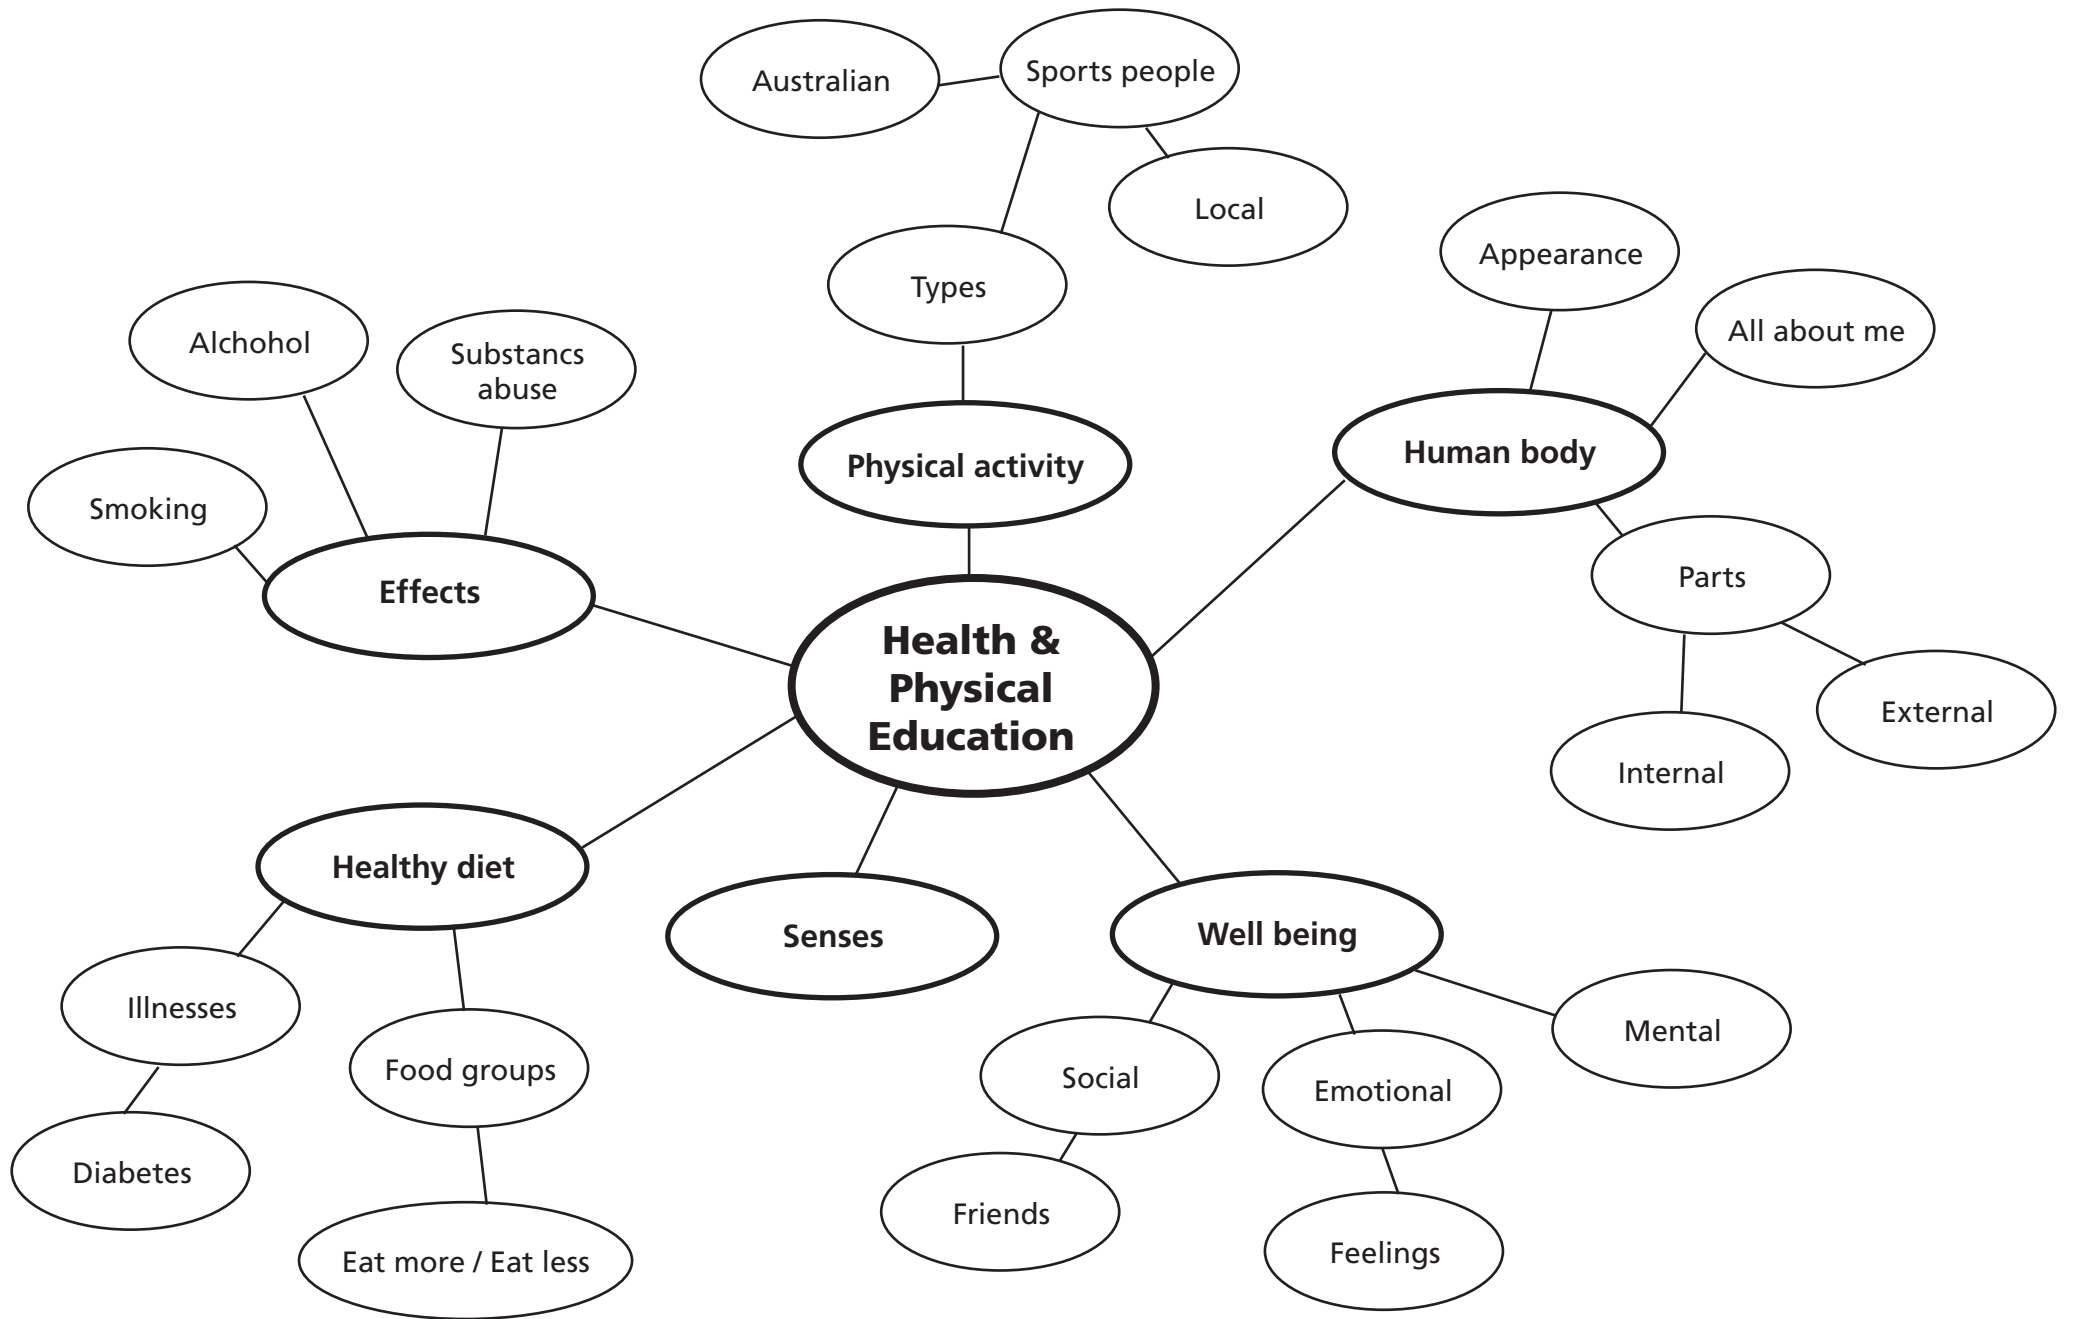 Australian
Sports people
Local
Types
Appearance
All about me
Alchohol
Substancs
abuse
Smoking
Physical activity
Human body
Effects
Parts
Health &
Physical
Education
External
Internal
Healthy diet
Senses
Well being
Illnesses
Food groups
Mental
Social
Emotional
Diabetes
Friends
Feelings
Eat more / Eat less